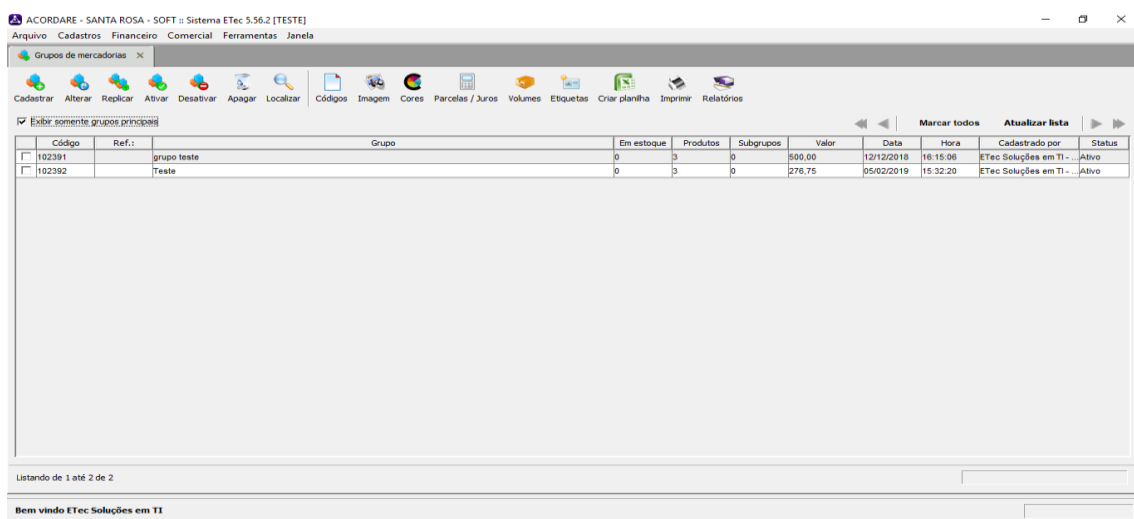 ACORDARE - SANTA ROSA - SOFT :: Sistema ETec 5.56.2 [TESTE]
Arquivo Cadastros Financeiro Comercial Ferramentas Janela
Grupos de mercadorias
Cadastrar Alterar Replicar Ativar Desativar Apagar Localizar Códigos Imagem Cores Parcelas / Juros Volumes Etiquetas Criar planilha Imprimir Relatórios
Exibir somente grupos principais Marcar todos Atualizar lista
Código Ref.: Grupo Em estoque Produtos Subgrupos Valor Data Hora Cadastrado por Status
102391 grupo teste 0 3 0 500,00 12/12/2018 16:15:06 ETec Soluções em TI - ... Ativo
102392 Teste 0 3 0 276,75 05/02/2019 15:32:20 ETec Soluções em TI - ... Ativo
Listando de 1 até 2 de 2
Bem vindo ETec Soluções em TI